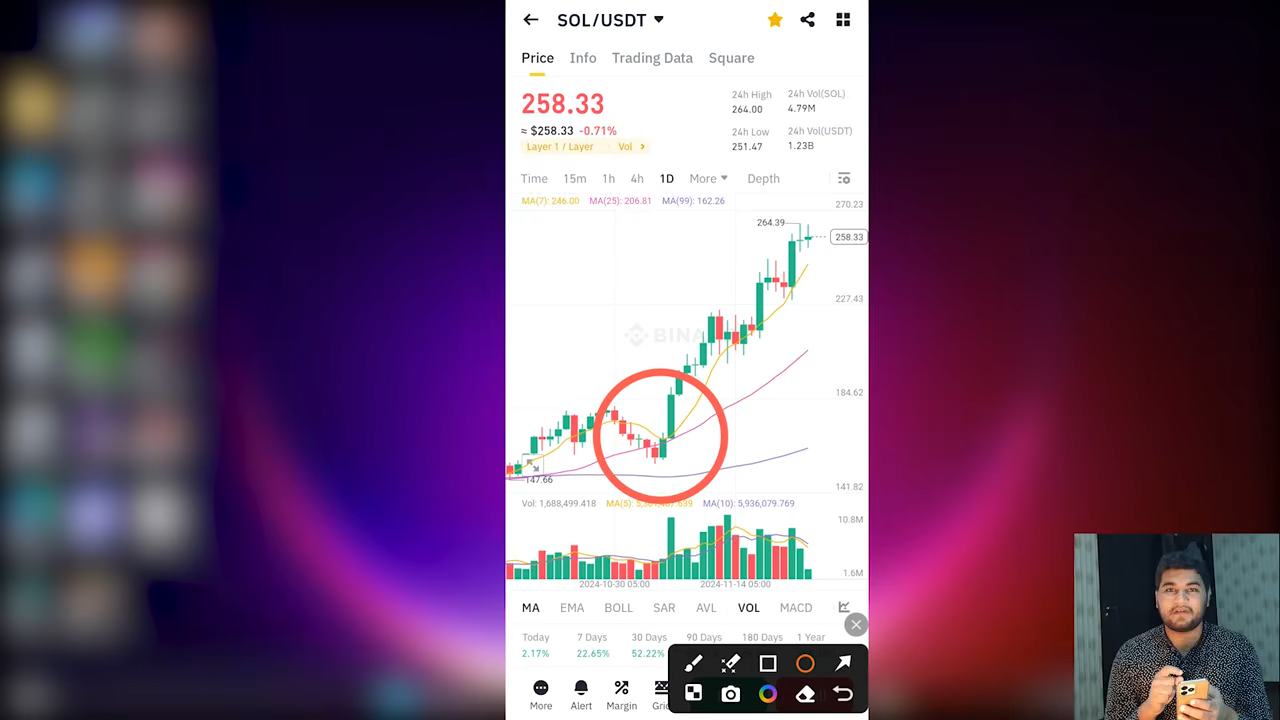 SOL/USDT
Price Info Trading Data Square
258.33
≈ $258.33 -0.71%
Layer 1 / Layer Vol
24h High
264.00
24h Vol(SOL)
4.79M
24h Low
251.47
24h Vol(USDT)
1.23B
Time 15m 1h 4h 1D More Depth
MA(7): 246.00 MA(25): 206.81 MA(99): 162.26
270.23
264.39
258.33
227.43
BINA
184.62
147.66
141.82
Vol: 1,688,499.418 MA(5): MA(10): 5,936,079.769
10.8M
1.6M
2024-10-30 05:00 2024-11-14 05:00
MA EMA BOLL SAR AVL VOL MACD
Today 7 Days 30 Days 90 Days 180 Days 1 Year
2.17% 22.65% 52.22%
More Alert Margin Gri